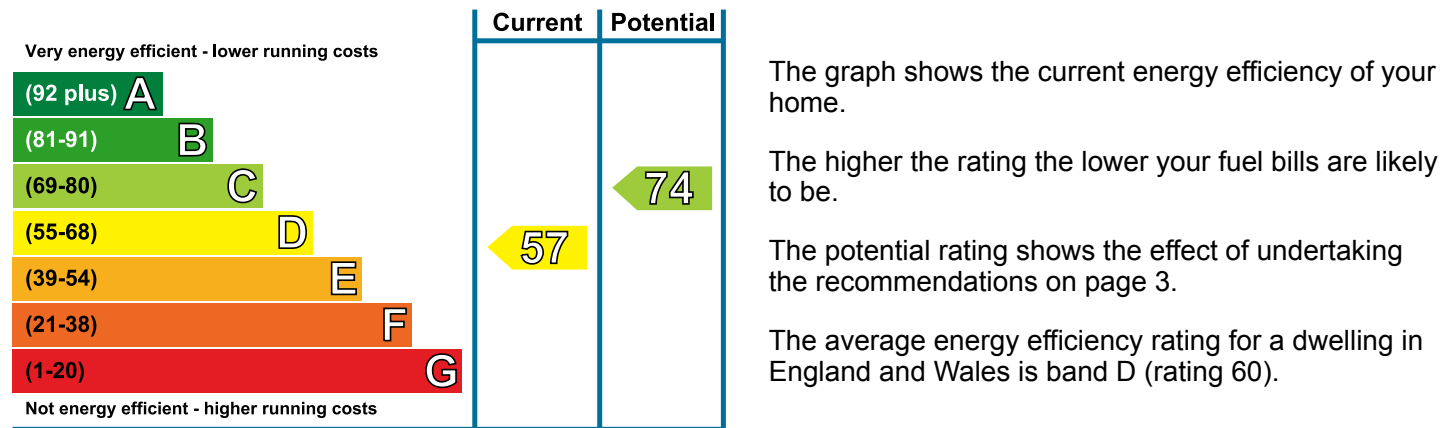 Current Potential
Very energy efficient - lower running costs
(92 plus) A
(81-91) B
(69-80) C
74
(55-68) D
57
(39-54) E
(21-38) F
(1-20) G
Not energy efficient - higher running costs
The graph shows the current energy efficiency of your
home.
The higher the rating the lower your fuel bills are likely
to be.
The potential rating shows the effect of undertaking
the recommendations on page 3.
The average energy efficiency rating for a dwelling in
England and Wales is band D (rating 60).